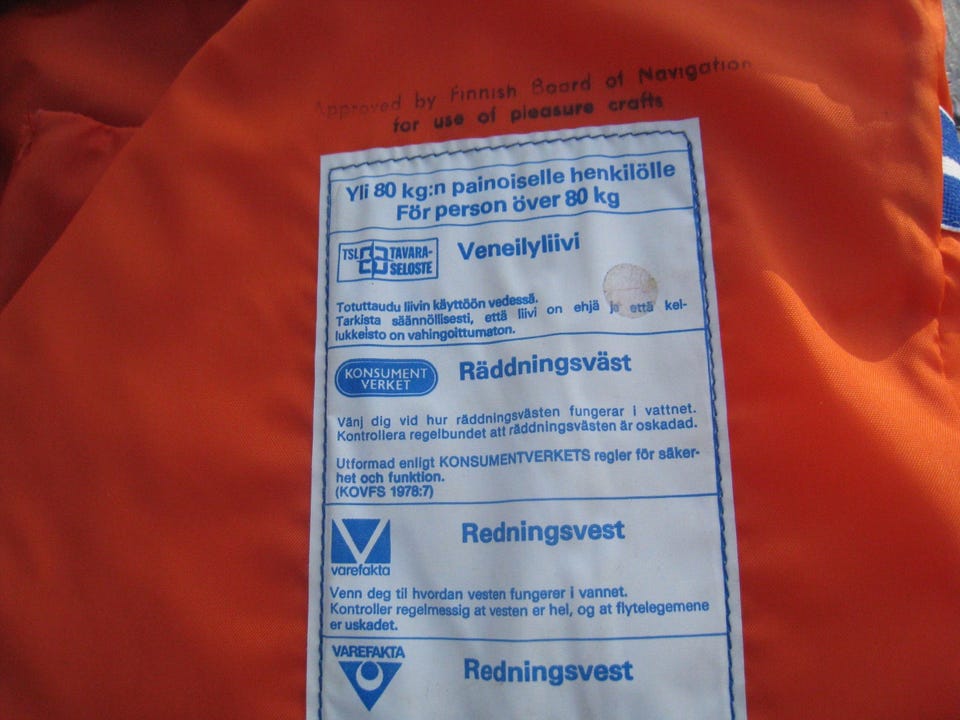 Approved by Finnish Board of Navigation
for use of pleasure crafts
Yli 80 kg:n painoiselle henkilölle
För person över 80 kg
TSL TAVARA-
SELOSTE
Veneilyliivi
Totuttaudu liivin käyttöön vedessä.
Tarkista säännöllisesti, että liivi on ehjä ja että kel-
lukkeisto on vahingoittumaton.
KONSUMENT
VERKET
Räddningsväst
Vänj dig vid hur räddningsvästen fungerar i vattnet.
Kontrollera regelbundet att räddningsvästen är oskadad.
Utformad enligt KONSUMENTVERKETS regler för säker-
het och funktion.
(KOVFS 1978:7)
varefakta
Redningsvest
Venn deg til hvordan vesten fungerer i vannet.
Kontroller regelmessig at vesten er hel, og at flytelegemene
er uskadet.
VAREFAKTA
Redningsvest